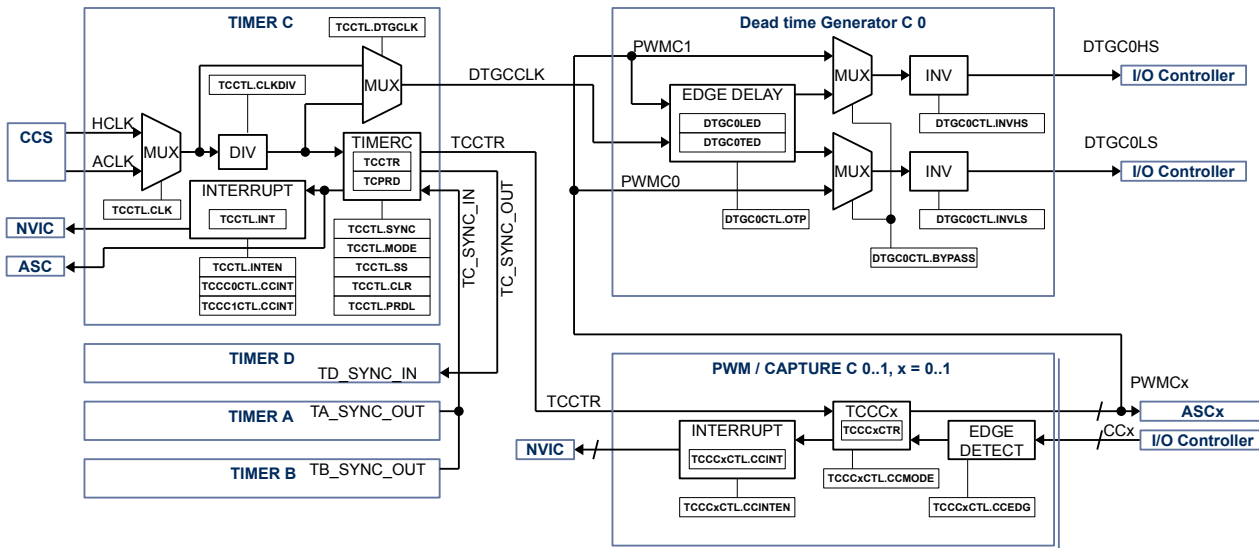 TIMER C
TCCTL.DTGCLK
MUX
TCCTL.CLKDIV
CCS
HCLK
ACLK
MUX
DIV
TIMERC
TCCTR
TCPRD
TCCTR
INTERRUPT
TCCTL.INT
TCCTL.CLK
NVIC
ASC
TCCTL.INTEN
TCCC0CTL.CCINT
TCCC1CTL.CCINT
TCCTL.SYNC
TCCTL.MODE
TCCTL.SS
TCCTL.CLR
TCCTL.PRDL
TC_SYNC_IN
TC_SYNC_OUT
DTGCCLK
TIMER D
TD_SYNC_IN
TIMER A
TA_SYNC_OUT
TIMER B
TB_SYNC_OUT
Dead time Generator C 0
PWMC1
EDGE DELAY
DTGC0LED
DTGC0TED
PWMC0
DTGC0CTL.OTP
MUX
MUX
INV
DTGC0CTL.INVHS
INV
DTGC0CTL.INVLS
DTGC0CTL.BYPASS
DTGC0HS
I/O Controller
DTGC0LS
I/O Controller
PWM / CAPTURE C 0..1, x = 0..1
TCCTR
TCCCx
TCCCxCTR
TCCCxCTL.CCMODE
INTERRUPT
TCCCxCTL.CCINT
TCCCxCTL.CCINTEN
NVIC
EDGE
DETECT
TCCCxCTL.CCEDG
PWMCx
ASCx
CCx
I/O Controller